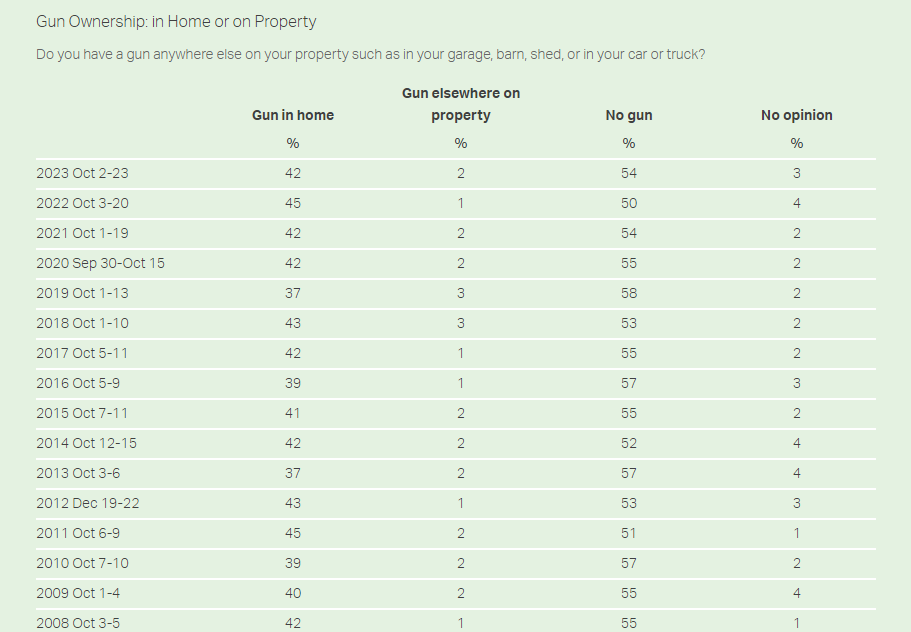 Gun Ownership: in Home or on Property
Do you have a gun anywhere else on your property such as in your garage, barn, shed, or in your car or truck?
Gun in home Gun elsewhere on property No gun No opinion
% % % %
2023 Oct 2-23 42 2 54 3
2022 Oct 3-20 45 1 50 4
2021 Oct 1-19 42 2 54 2
2020 Sep 30-Oct 15 42 2 55 2
2019 Oct 1-13 37 3 58 2
2018 Oct 1-10 43 3 53 2
2017 Oct 5-11 42 1 55 2
2016 Oct 5-9 39 1 57 3
2015 Oct 7-11 41 2 55 2
2014 Oct 12-15 42 2 52 4
2013 Oct 3-6 37 2 57 4
2012 Dec 19-22 43 1 53 3
2011 Oct 6-9 45 2 51 1
2010 Oct 7-10 39 2 57 2
2009 Oct 1-4 40 2 55 4
2008 Oct 3-5 42 1 55 1